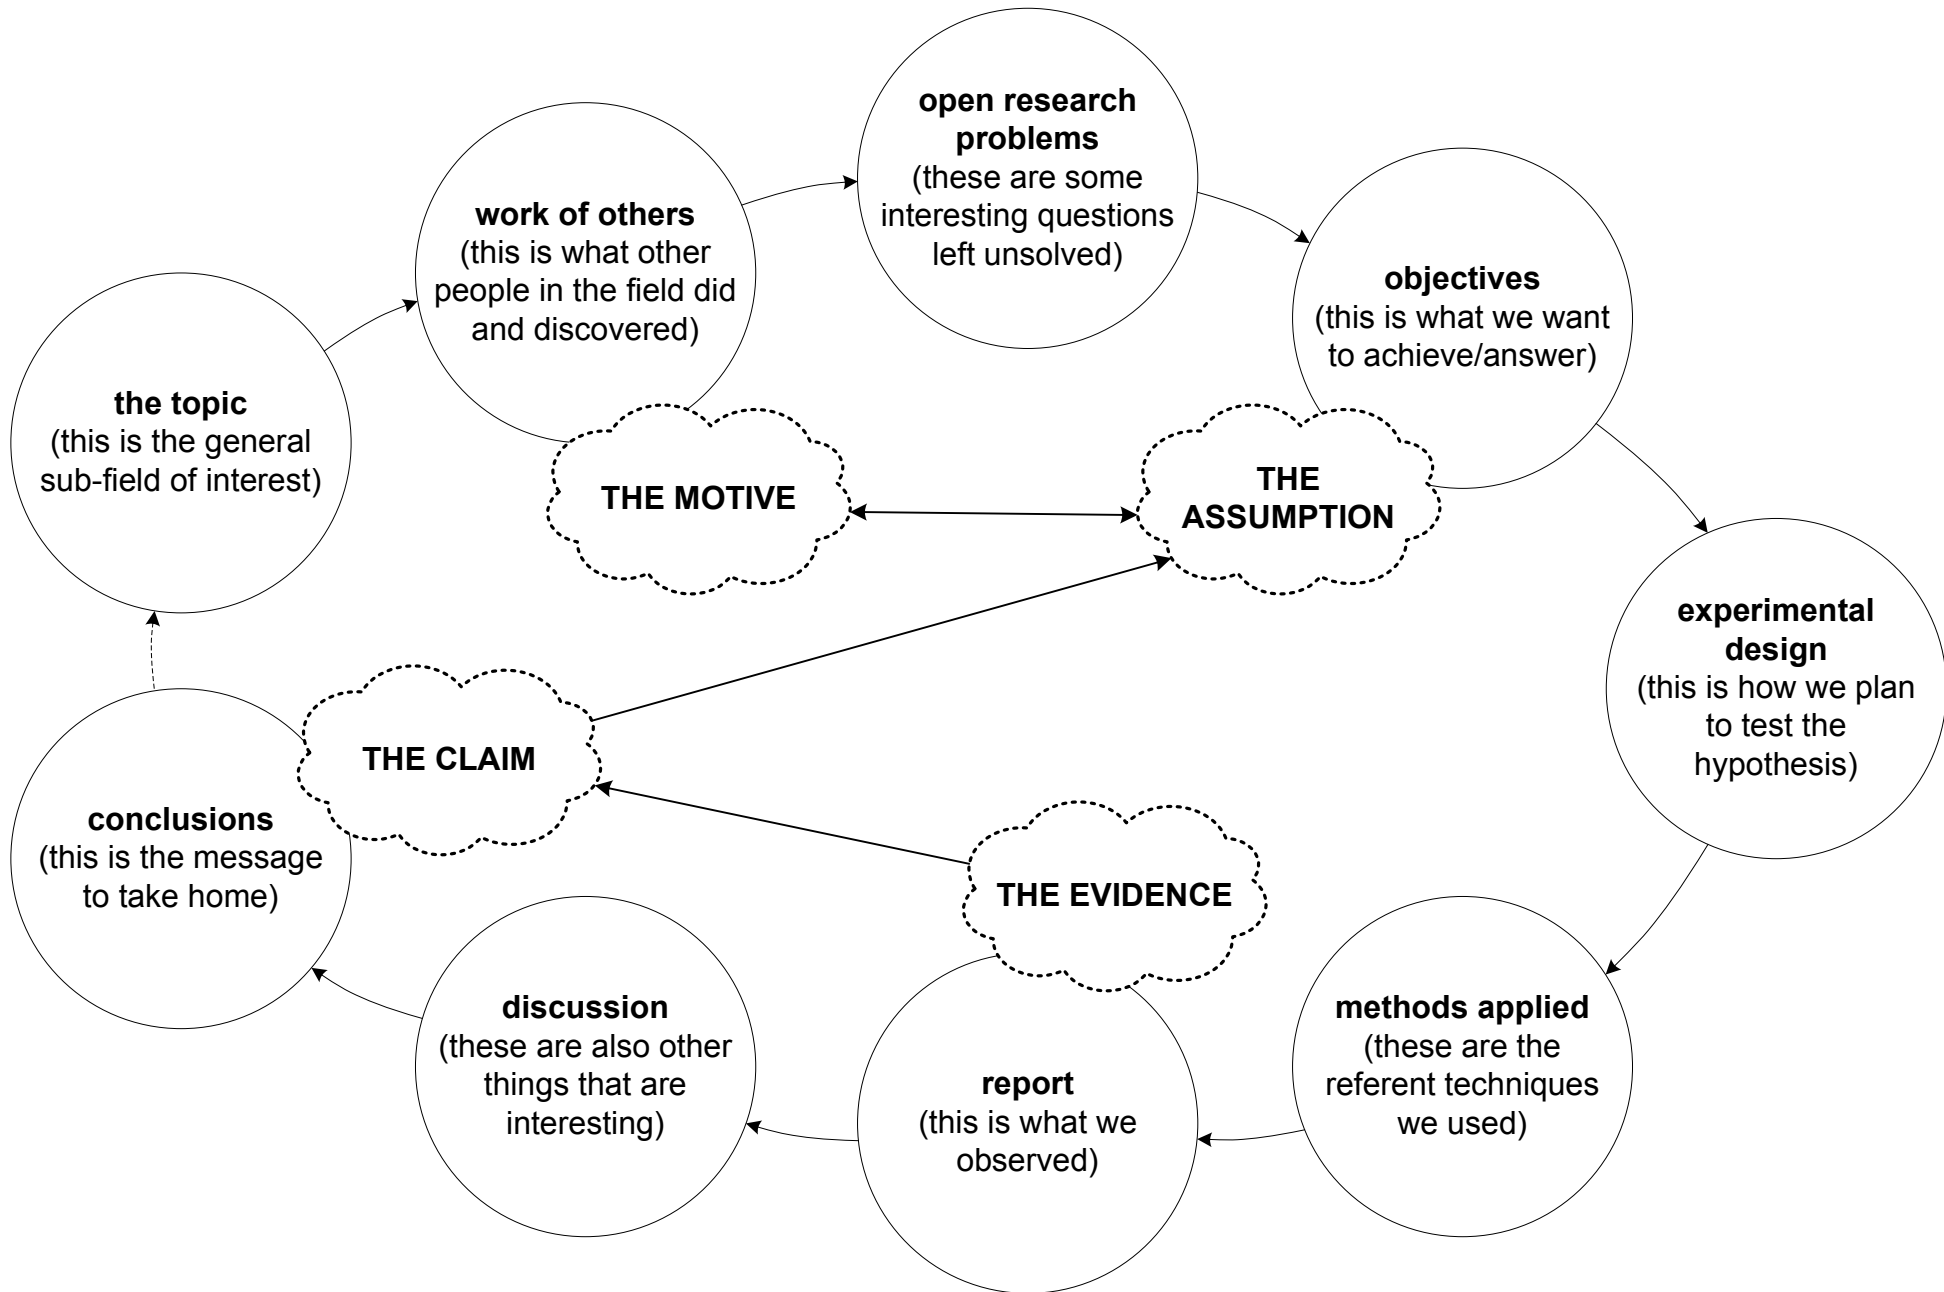 open research
problems
(these are some
interesting questions
left unsolved)
work of others
(this is what other
people in the field did
and discovered)
objectives
(this is what we want
to achieve/answer)
the topic
(this is the general
sub-field of interest)
THE MOTIVE
THE
ASSUMPTION
experimental
design
(this is how we plan
to test the
hypothesis)
THE CLAIM
conclusions
(this is the message
to take home)
THE EVIDENCE
discussion
(these are also other
things that are
interesting)
report
(this is what we
observed)
methods applied
(these are the
referent techniques
we used)